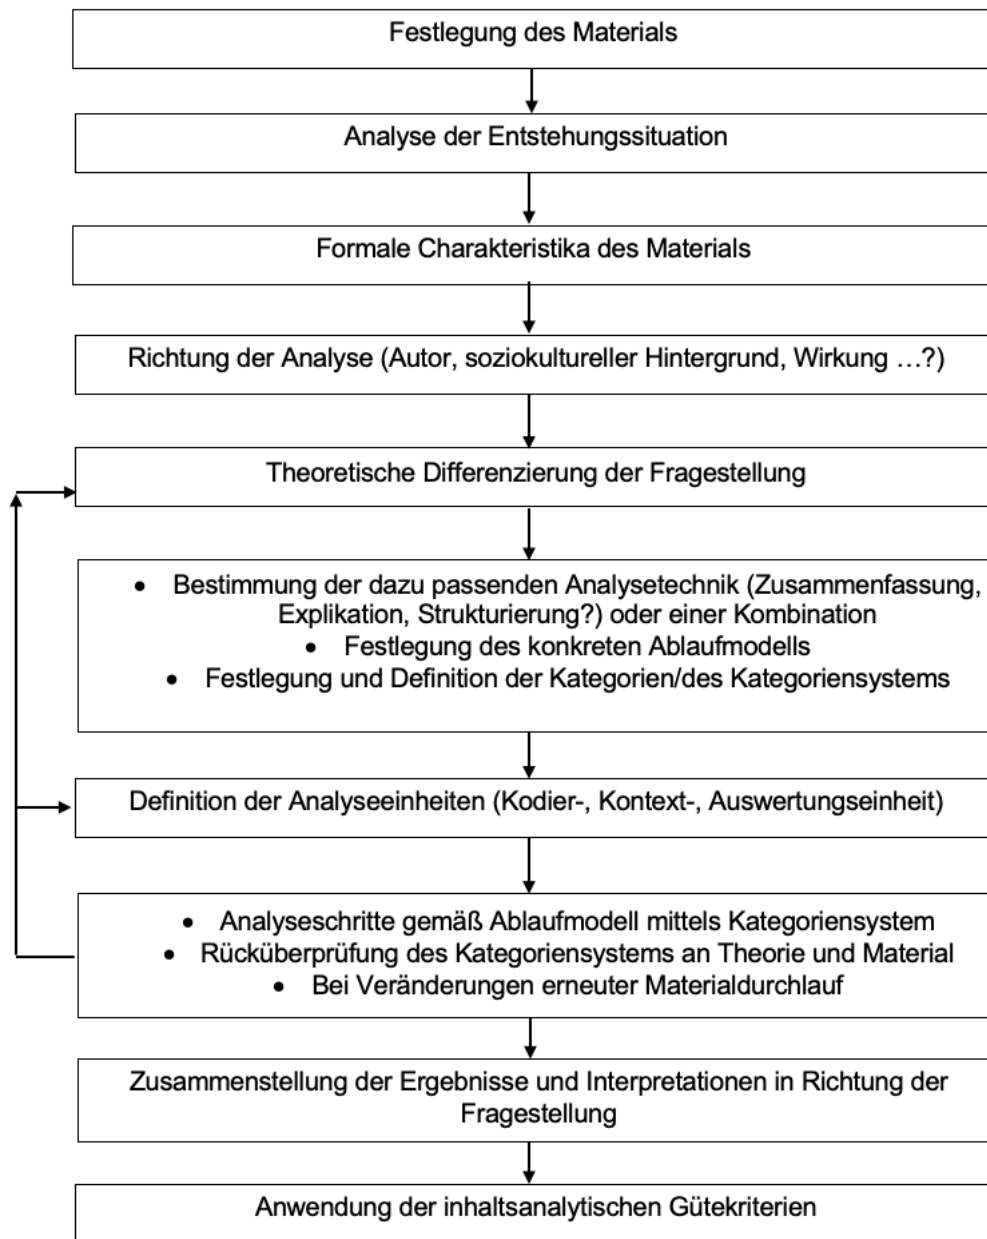 Festlegung des Materials
Analyse der Entstehungssituation
Formale Charakteristika des Materials
Richtung der Analyse (Autor, soziokultureller Hintergrund, Wirkung …?)
Theoretische Differenzierung der Fragestellung
• Bestimmung der dazu passenden Analysetechnik (Zusammenfassung,
Explikation, Strukturierung?) oder einer Kombination
• Festlegung des konkreten Ablaufmodells
• Festlegung und Definition der Kategorien/des Kategoriensystems
Definition der Analyseeinheiten (Kodier-, Kontext-, Auswertungseinheit)
• Analyseschritte gemäß Ablaufmodell mittels Kategoriensystem
• Rücküberprüfung des Kategoriensystems an Theorie und Material
• Bei Veränderungen erneuter Materialdurchlauf
Zusammenstellung der Ergebnisse und Interpretationen in Richtung der
Fragestellung
Anwendung der inhaltsanalytischen Gütekriterien